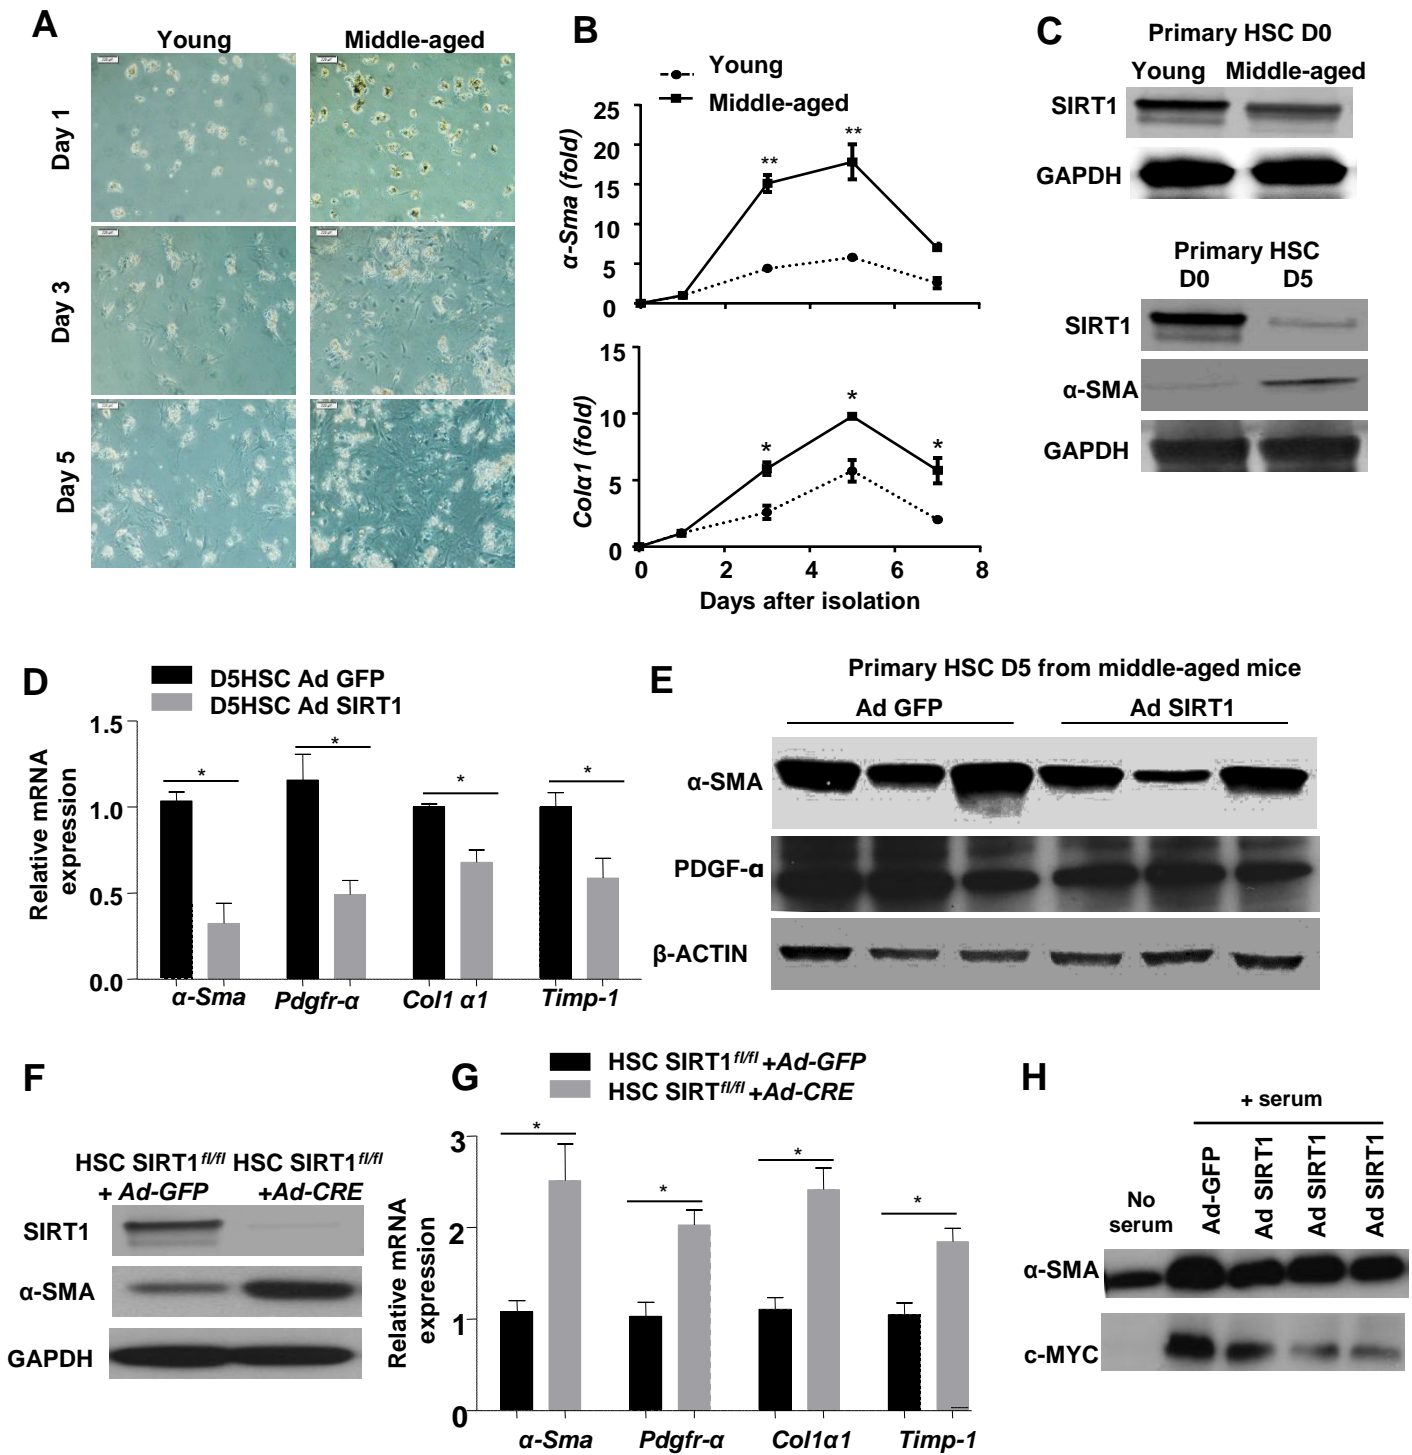 A
Young
Middle-aged
Day 1
Day 3
Day 5
B
Young
Middle-aged
α-Sma (fold)
25
20
15
10
5
0
**
**
Colα1 (fold)
15
10
5
0
*
*
*
0 2 4 6 8
Days after isolation
C
Primary HSC D0
Young Middle-aged
SIRT1
GAPDH
Primary HSC
D0 D5
SIRT1
α-SMA
GAPDH
D
D5HSC Ad GFP
D5HSC Ad SIRT1
Relative mRNA
expression
1.5
1.0
0.5
0.0
* * * *
α-Sma Pdgfr-α Col1 α1 Timp-1
E
Primary HSC D5 from middle-aged mice
Ad GFP Ad SIRT1
α-SMA
PDGF-α
β-ACTIN
F
HSC SIRT1fl/fl HSC SIRT1fl/fl
+ Ad-GFP +Ad-CRE
SIRT1
α-SMA
GAPDH
G
HSC SIRT1fl/fl +Ad-GFP
HSC SIRTfl/fl +Ad-CRE
Relative mRNA
expression
3
2
1
0
* * * *
α-Sma Pdgfr-α Col1α1 Timp-1
H
+ serum
No
serum
Ad-GFP
Ad SIRT1
Ad SIRT1
Ad SIRT1
α-SMA
c-MYC